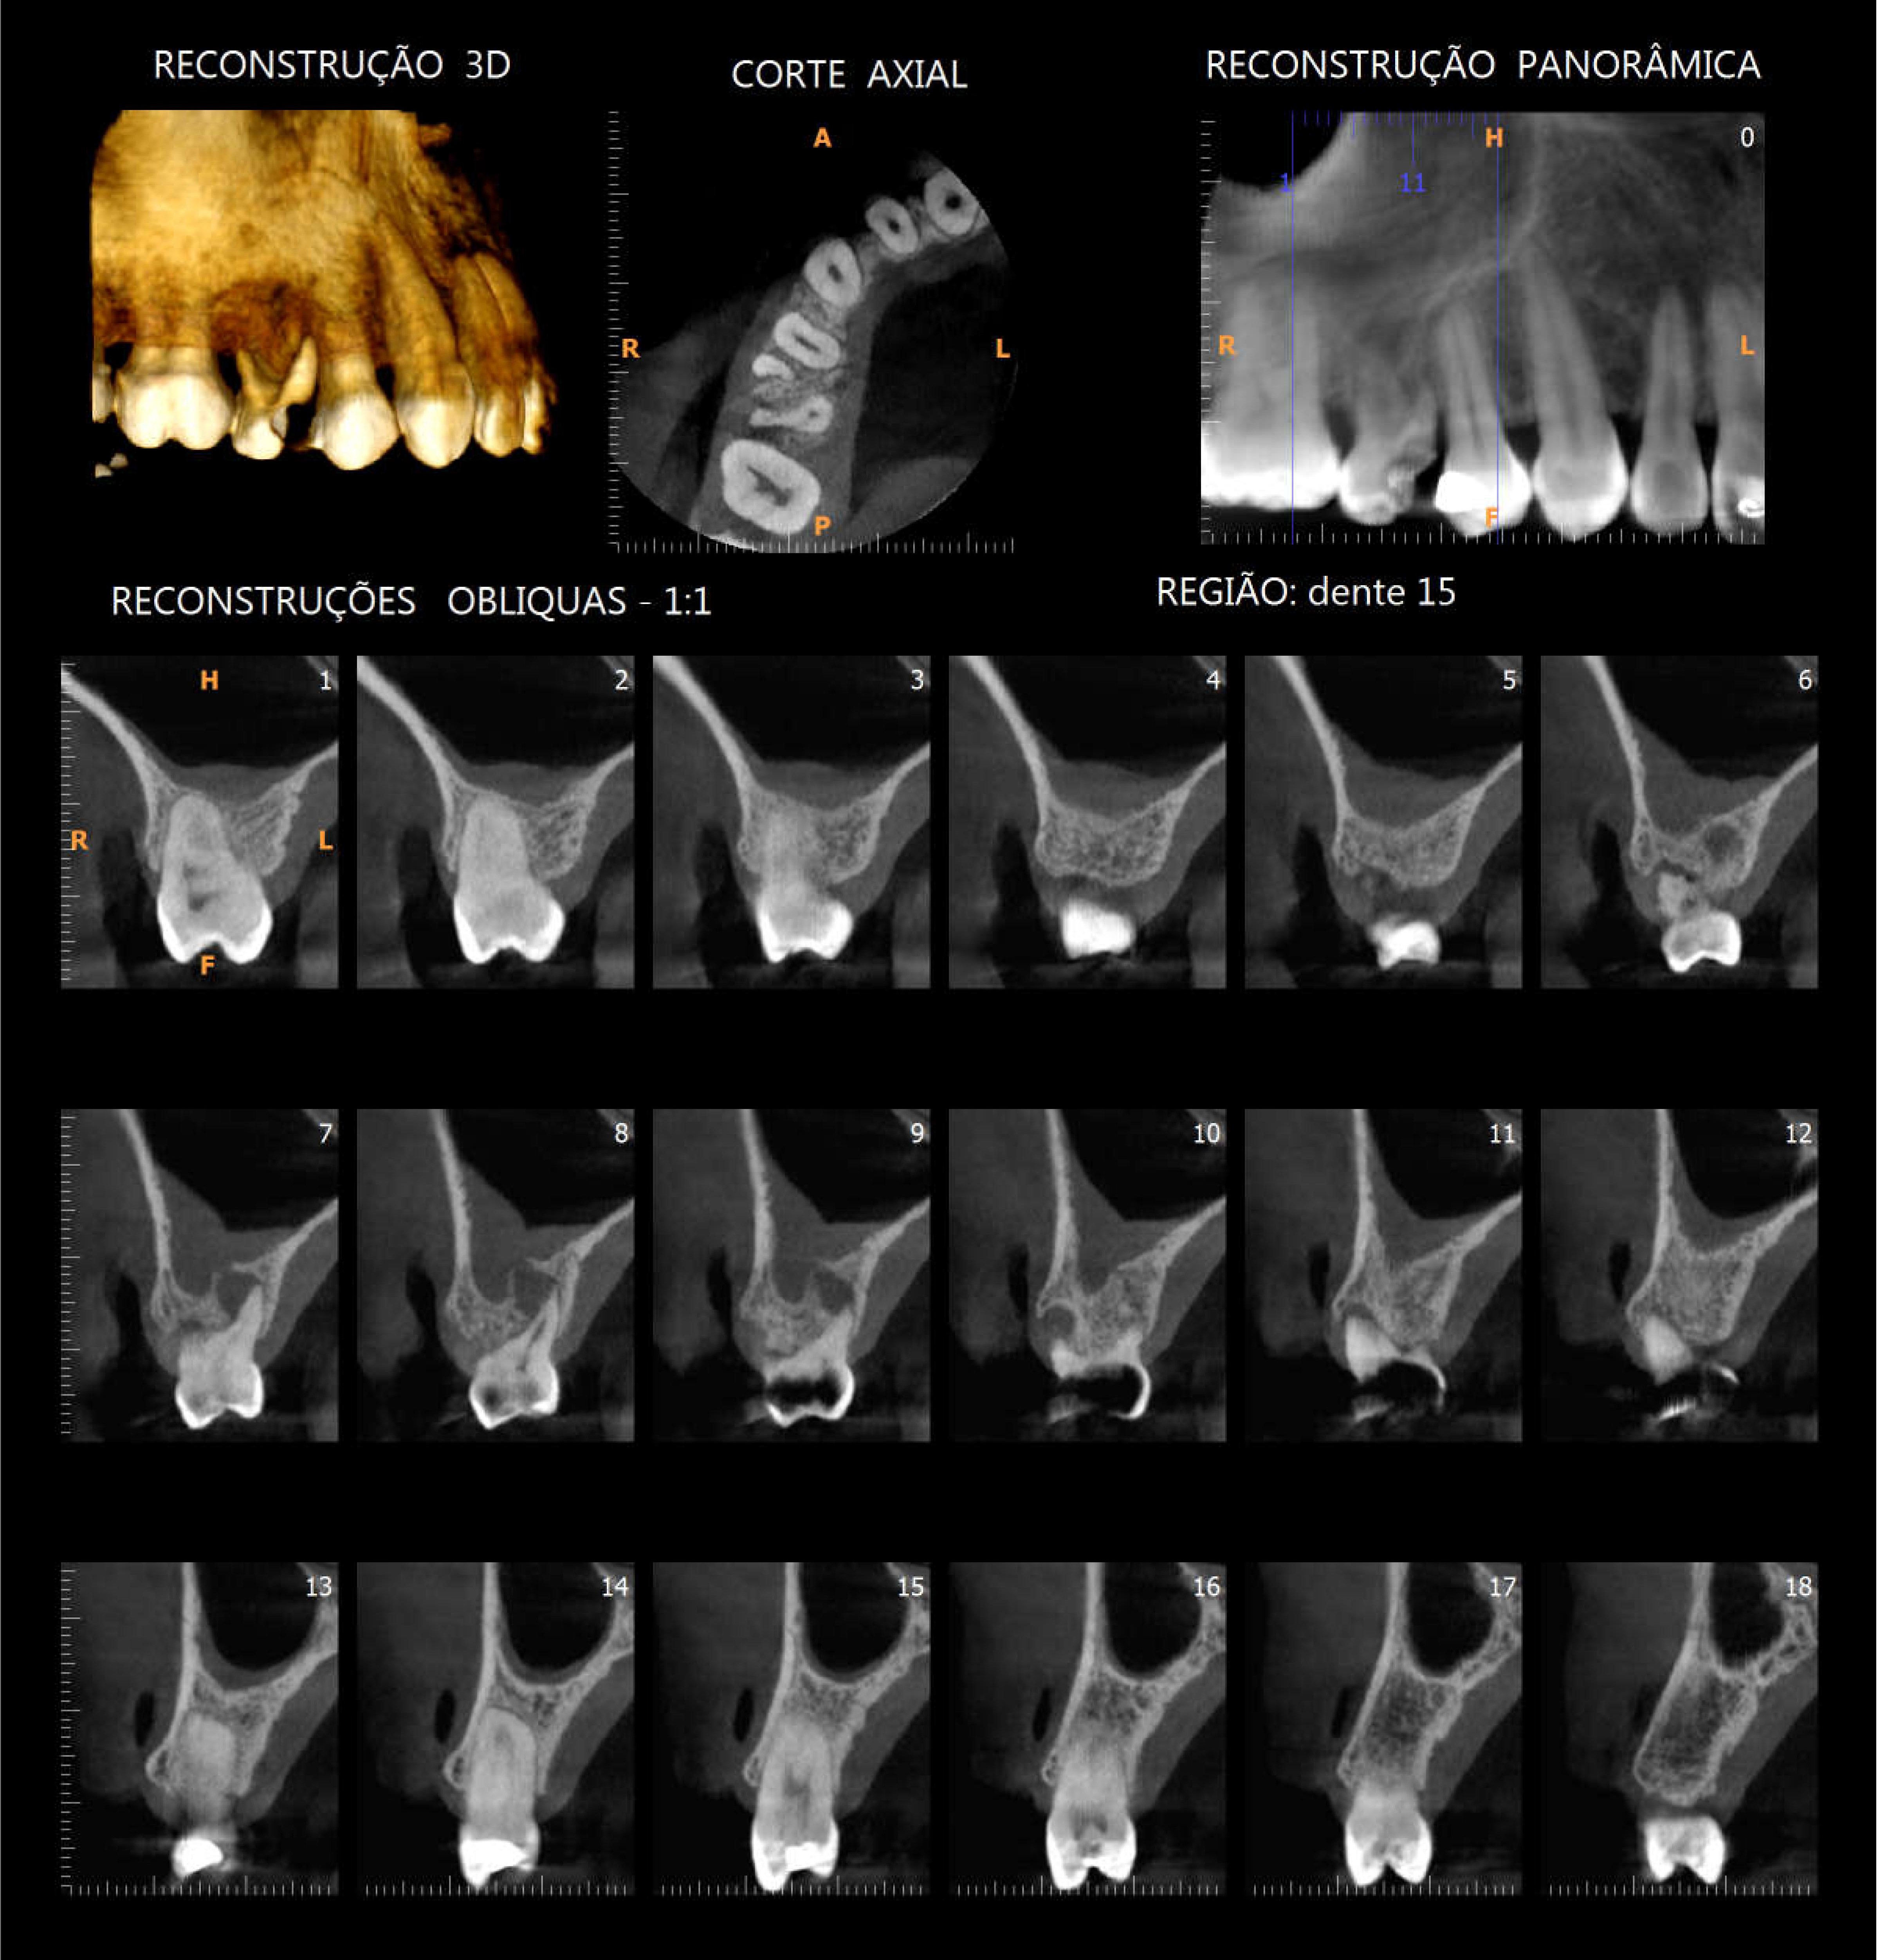 RECONSTRUÇÃO 3D
CORTE AXIAL
RECONSTRUÇÃO PANORÂMICA
A
R
L
P
H
0
1
11
R
L
F
RECONSTRUÇÕES OBLIQUAS - 1:1
REGIÃO: dente 15
H
1
2
3
4
5
6
R
L
F
7
8
9
10
11
12
13
14
15
16
17
18